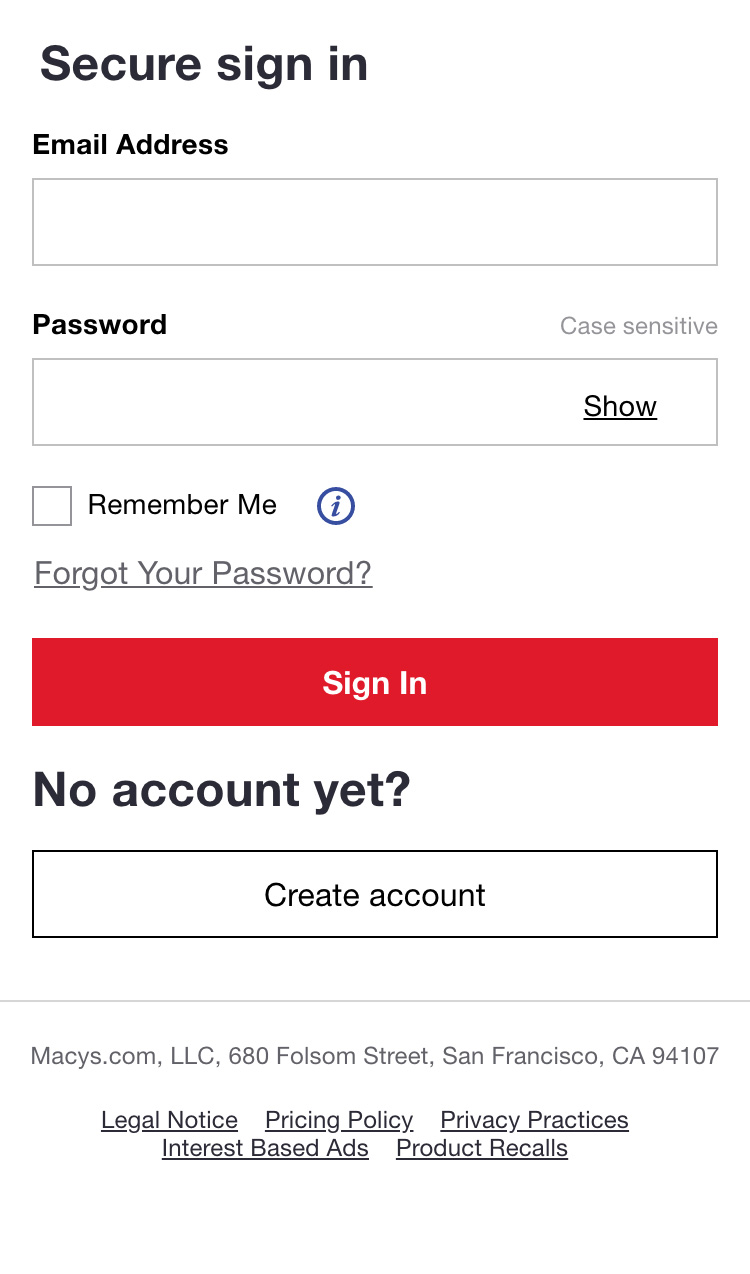 Secure sign in
Email Address
Password Case sensitive
Show
Remember Me i
Forgot Your Password?
Sign In
No account yet?
Create account
Macys.com, LLC, 680 Folsom Street, San Francisco, CA 94107
Legal Notice Pricing Policy Privacy Practices
Interest Based Ads Product Recalls